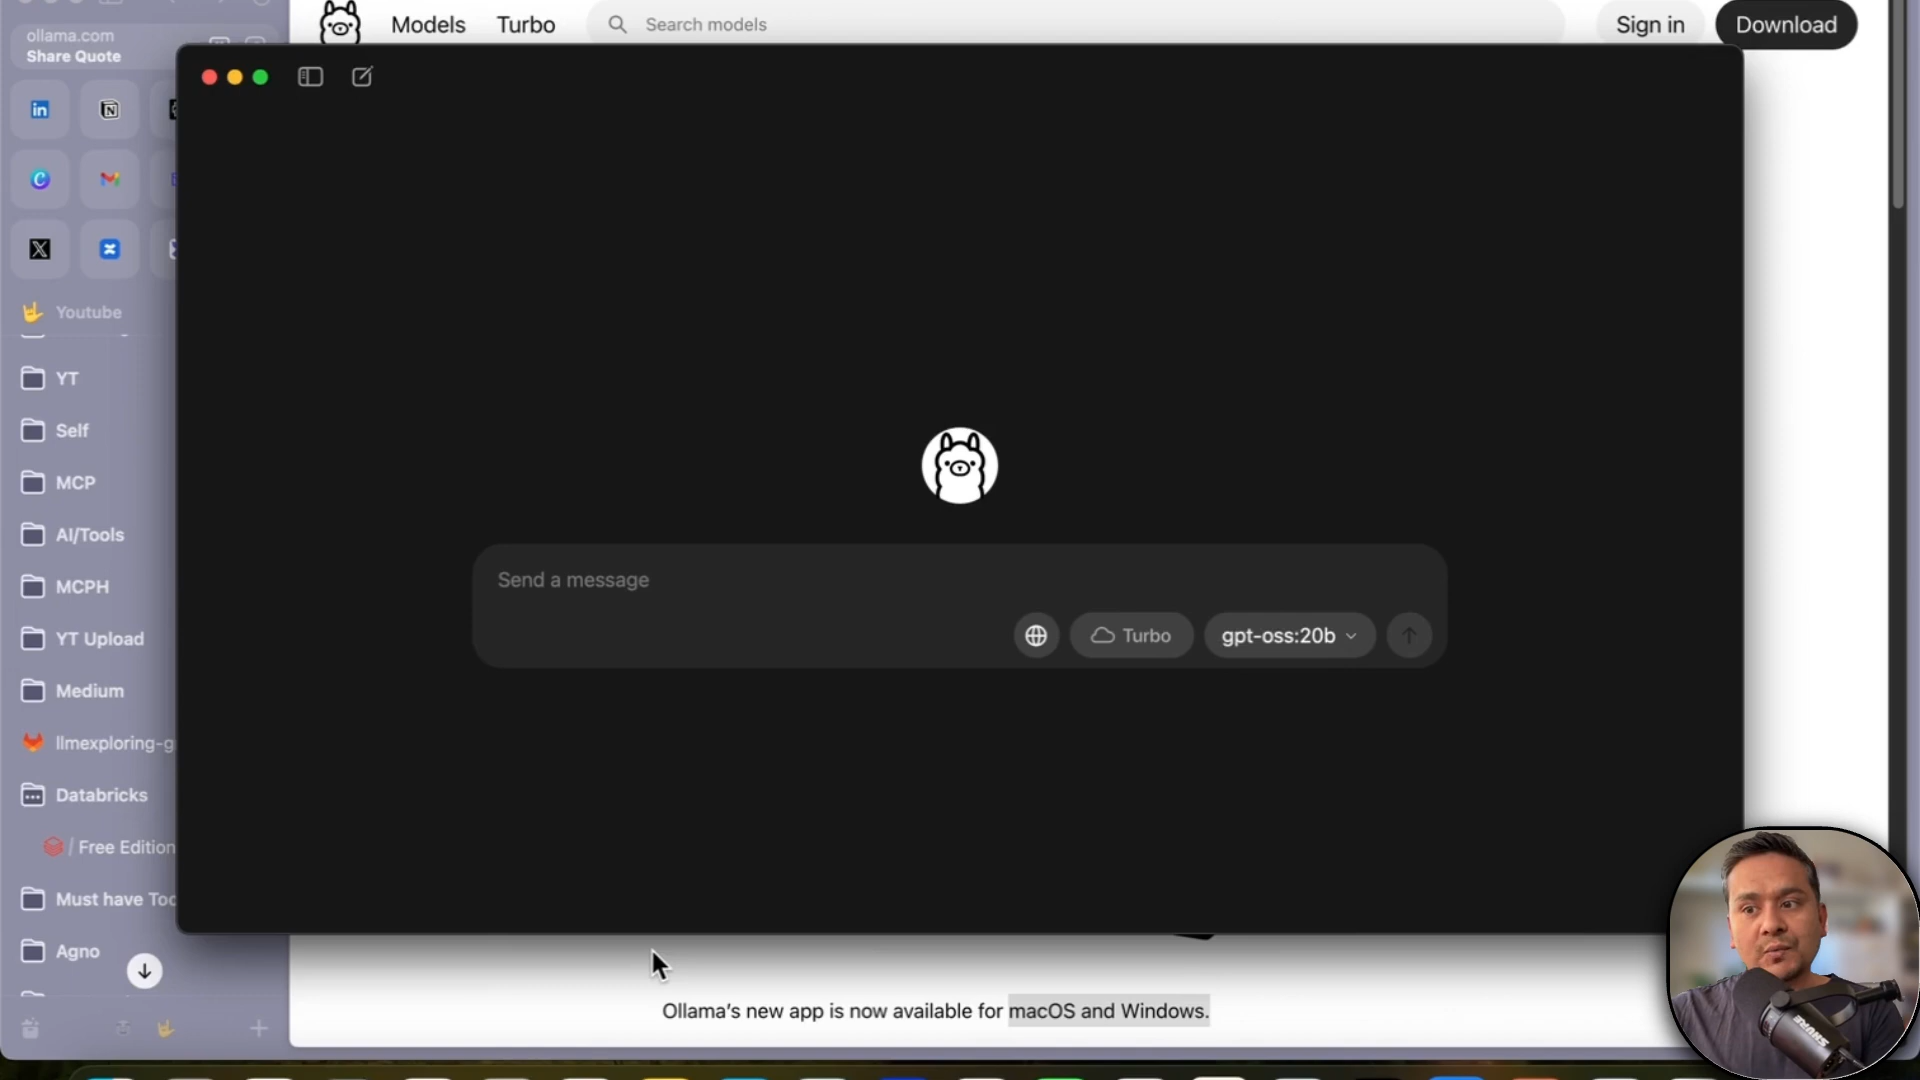 ollama.com
Share Quote
Models
Turbo
Search models
Sign in
Download
Youtube
YT
Self
MCP
AI/Tools
MCPH
YT Upload
Medium
llmexploring-g
Databricks
/ Free Edition
Must have Too
Agno
Send a message
Turbo
gpt-oss:20b
Ollama's new app is now available for macOS and Windows.
SHURE